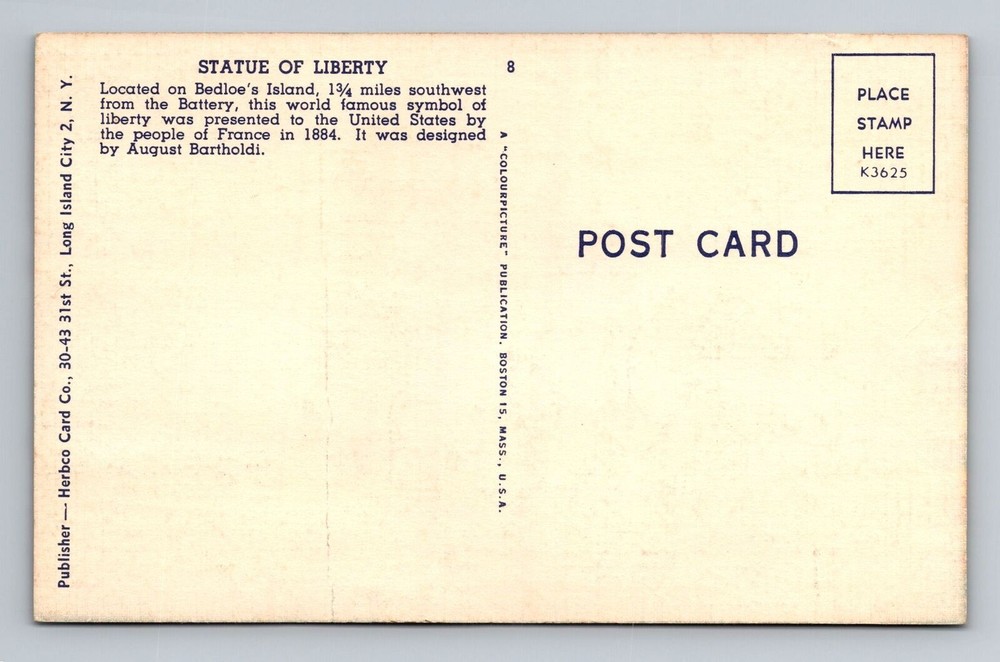 STATUE OF LIBERTY
Located on Bedloe's Island, 1¾ miles southwest
from the Battery, this world famous symbol of
liberty was presented to the United States by
the people of France in 1884. It was designed
by August Bartholdi.
8
Publisher — Herbco Card Co., 30-43 31st St., Long Island City 2, N. Y.
A "COLOURPICTURE" PUBLICATION, BOSTON 15, MASS., U.S.A.
POST CARD
PLACE
STAMP
HERE
K3625